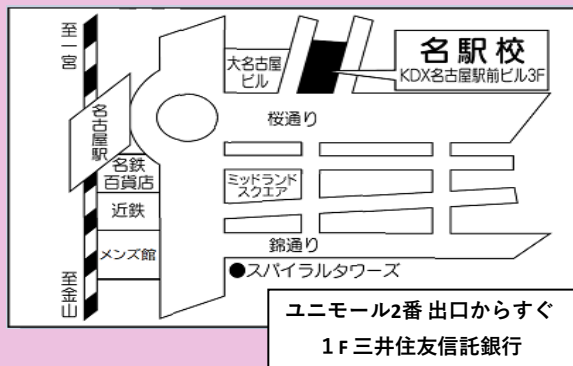 至一宮
大名古屋
ビル
名駅校
KDX名古屋駅前ビル3F
名古屋駅
桜通り
名鉄
百貨店
ミッドランド
スクエア
近鉄
メンズ館
錦通り
至金山
●スパイラルタワーズ
ユニモール2番 出口からすぐ
1F 三井住友信託銀行